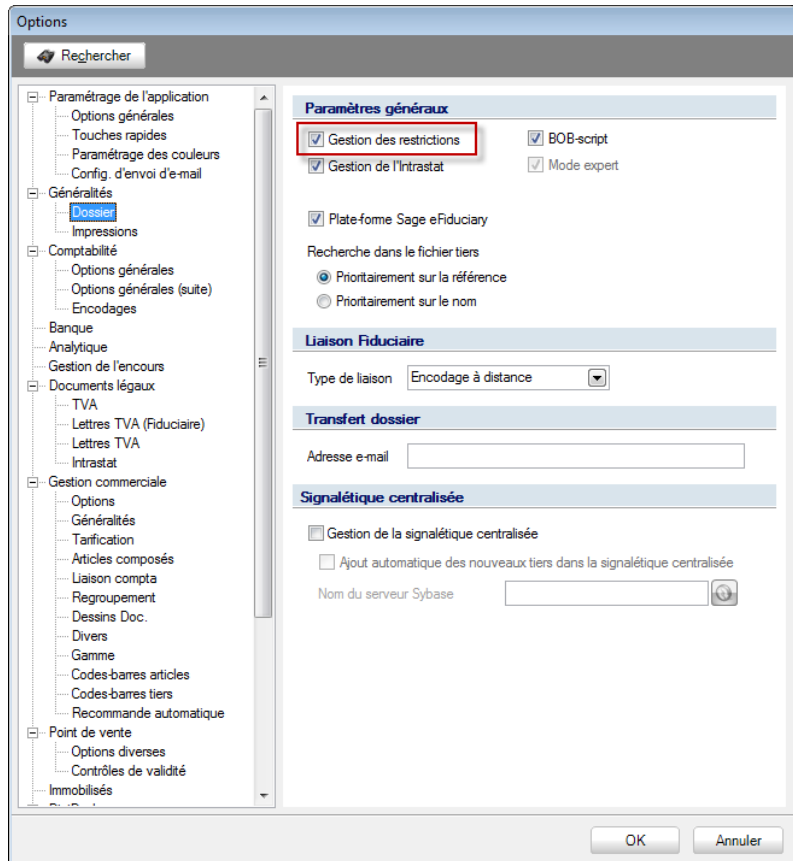 Options
Rechercher
Paramétrage de l'application
Options générales
Touches rapides
Paramétrage des couleurs
Config. d'envoi d'e-mail
Généralités
Dossier
Impressions
Comptabilité
Options générales
Options générales (suite)
Encodages
Banque
Analytique
Gestion de l'encours
Documents légaux
TVA
Lettres TVA (Fiduciaire)
Lettres TVA
Intrastat
Gestion commerciale
Options
Généralités
Tarification
Articles composés
Liaison compta
Regroupement
Dessins Doc.
Divers
Gamme
Codes-barres articles
Codes-barres tiers
Recommande automatique
Point de vente
Options diverses
Contrôles de validité
Immobilisés
Paramètres généraux
Gestion des restrictions
BOB-script
Gestion de l'Intrastat
Mode expert
Plate-forme Sage eFiduciary
Recherche dans le fichier tiers
Prioritairement sur la référence
Prioritairement sur le nom
Liaison Fiduciaire
Type de liaison Encodage à distance
Transfert dossier
Adresse e-mail
Signalétique centralisée
Gestion de la signalétique centralisée
Ajout automatique des nouveaux tiers dans la signalétique centralisée
Nom du serveur Sybase
OK Annuler